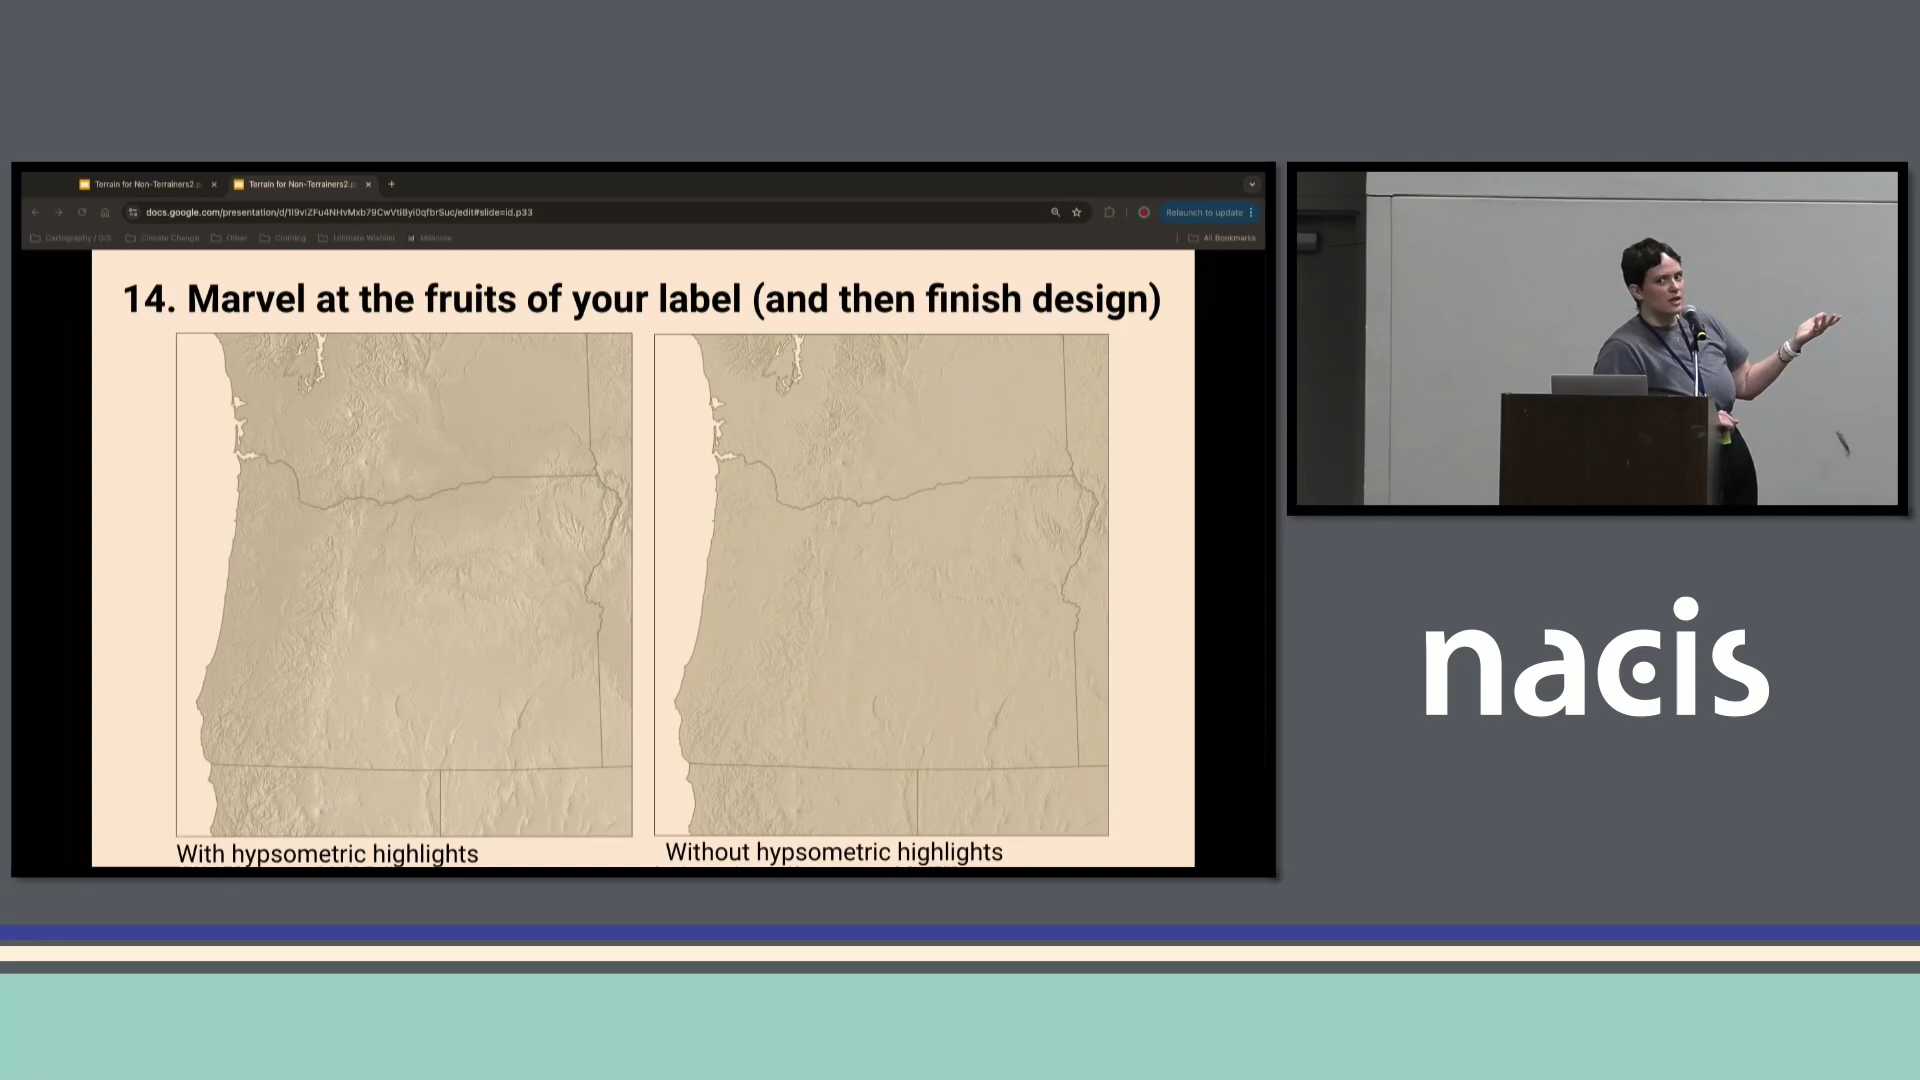 Terrain for Non-Terrainers2.p
Terrain for Non-Terrainers2.p
docs.google.com/presentation/d/1I9vIZFu4NHvMxb79CwVtiByi0qfbrSuc/edit#slide=id.p33
Relaunch to update
Cartography / GIS
Climate Change
Other
Clothing
Ultimate Wishlist
Milanote
All Bookmarks
14. Marvel at the fruits of your label (and then finish design)
With hypsometric highlights
Without hypsometric highlights
nacis